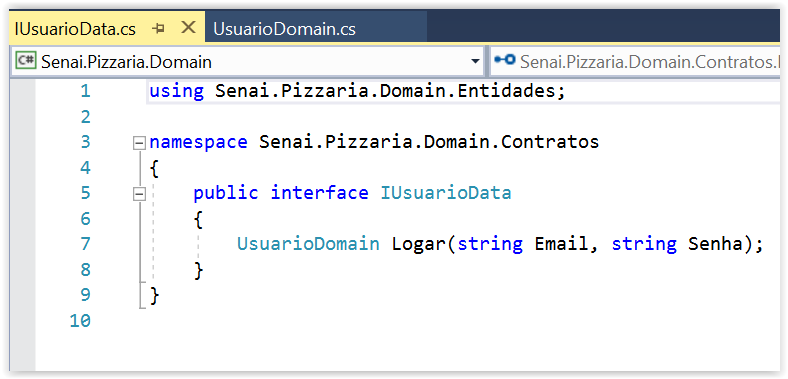 IUsuarioData.cs UsuarioDomain.cs
C# Senai.Pizzaria.Domain Senai.Pizzaria.Domain.Contratos.
1 using Senai.Pizzaria.Domain.Entidades;
2
3 namespace Senai.Pizzaria.Domain.Contratos
4 {
5 public interface IUsuarioData
6 {
7 UsuarioDomain Logar(string Email, string Senha);
8 }
9 }
10